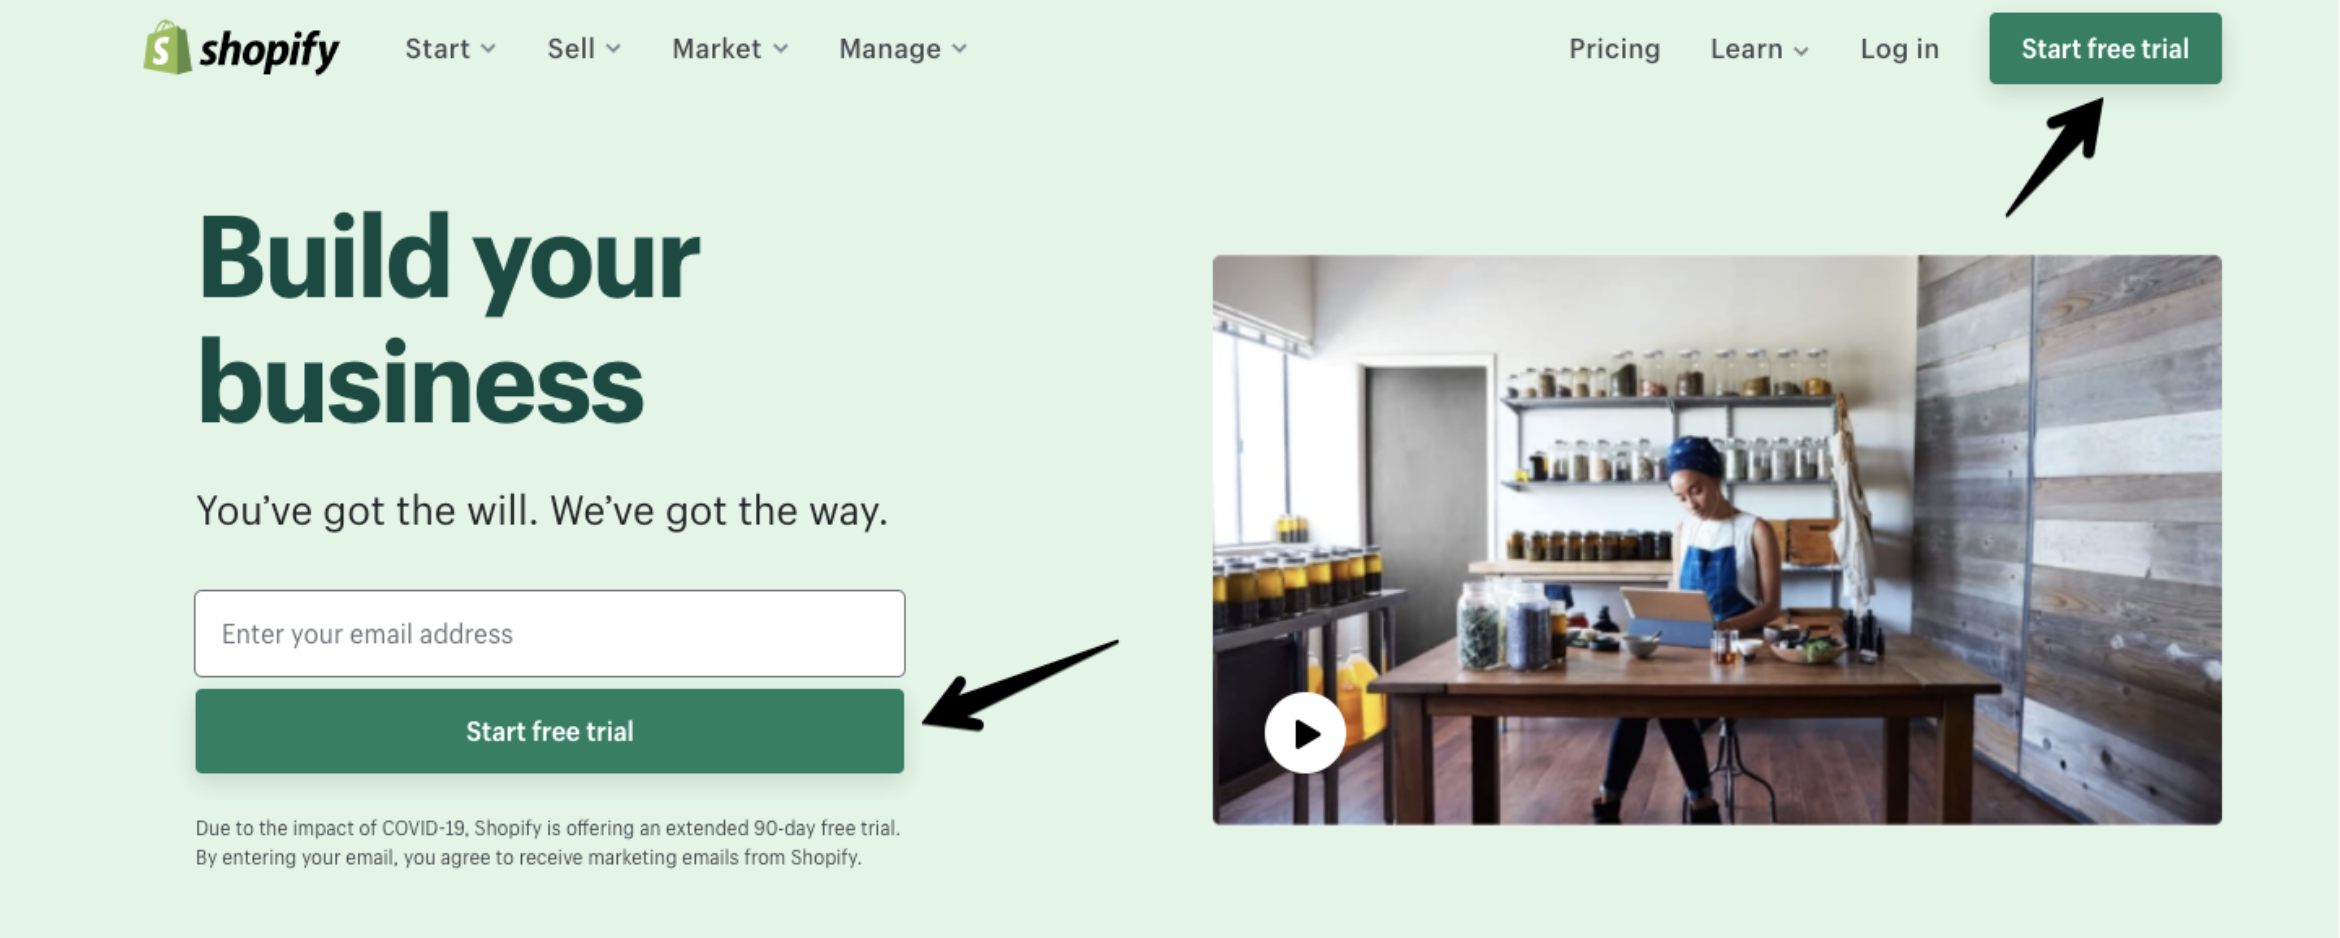 shopify Start Sell Market Manage Pricing Learn Log in Start free trial
Build your
business
You’ve got the will. We’ve got the way.
Enter your email address
Start free trial
Due to the impact of COVID-19, Shopify is offering an extended 90-day free trial.
By entering your email, you agree to receive marketing emails from Shopify.